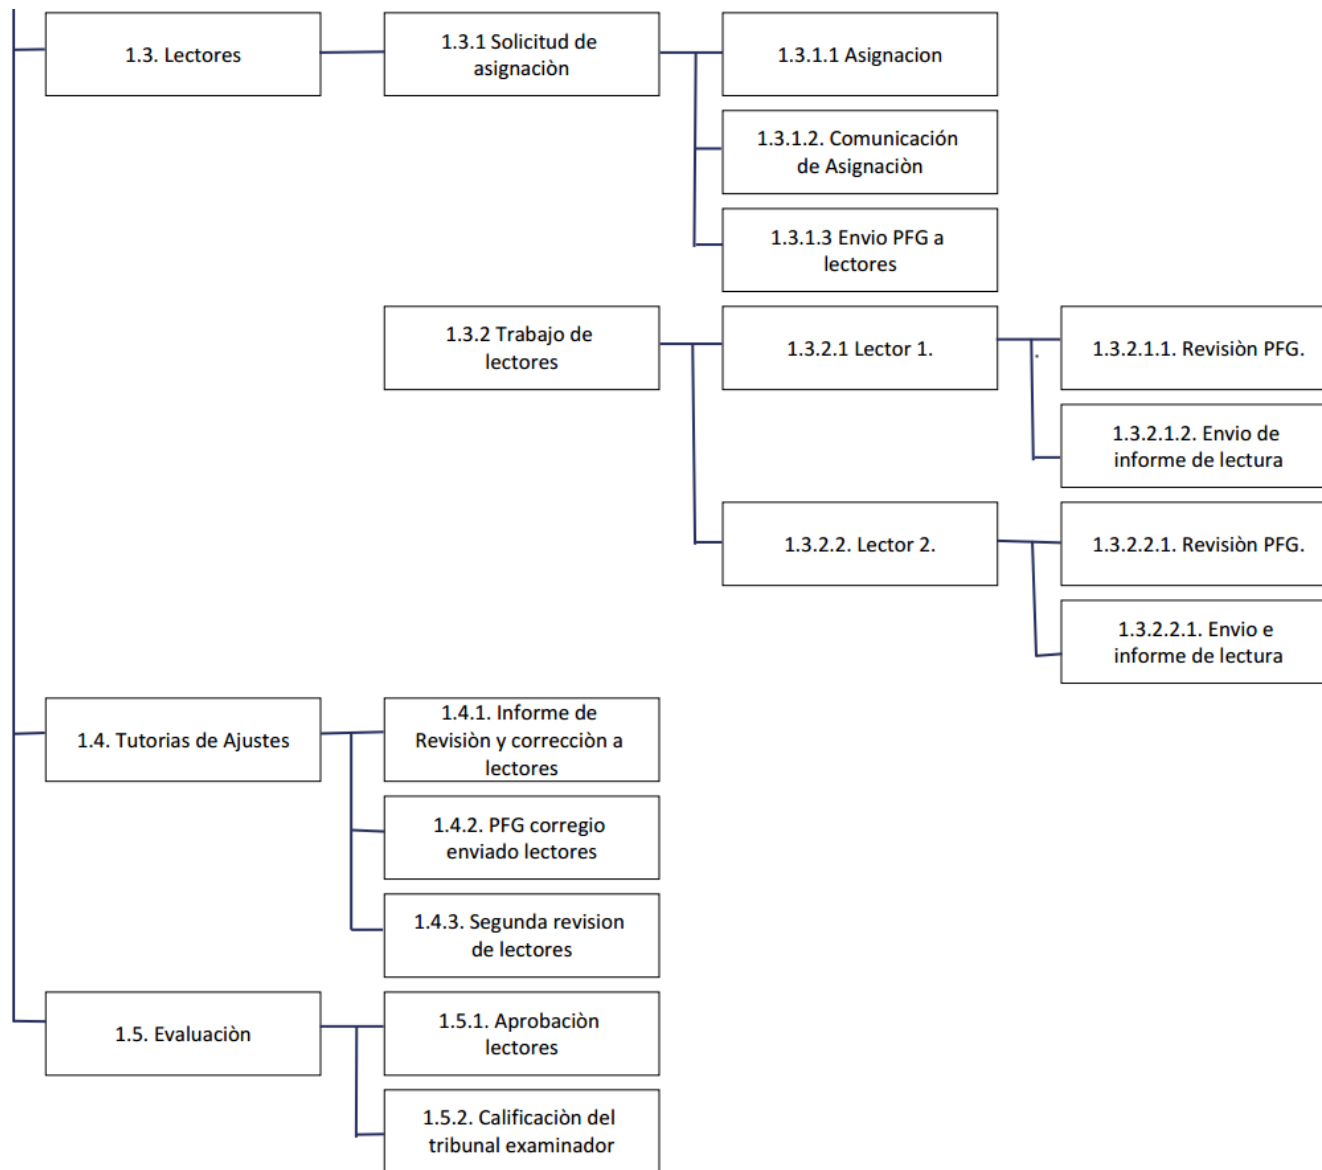 1.3. Lectores
1.3.1 Solicitud de
asignaciòn
1.3.1.1 Asignacion
1.3.1.2. Comunicación
de Asignaciòn
1.3.1.3 Envio PFG a
lectores
1.3.2 Trabajo de
lectores
1.3.2.1 Lector 1.
.
1.3.2.1.1. Revisiòn PFG.
1.3.2.1.2. Envio de
informe de lectura
1.3.2.2. Lector 2.
1.3.2.2.1. Revisiòn PFG.
1.3.2.2.1. Envio e
informe de lectura
1.4. Tutorias de Ajustes
1.4.1. Informe de
Revisiòn y correcciòn a
lectores
1.4.2. PFG corregio
enviado lectores
1.4.3. Segunda revision
de lectores
1.5. Evaluaciòn
1.5.1. Aprobaciòn
lectores
1.5.2. Calificaciòn del
tribunal examinador